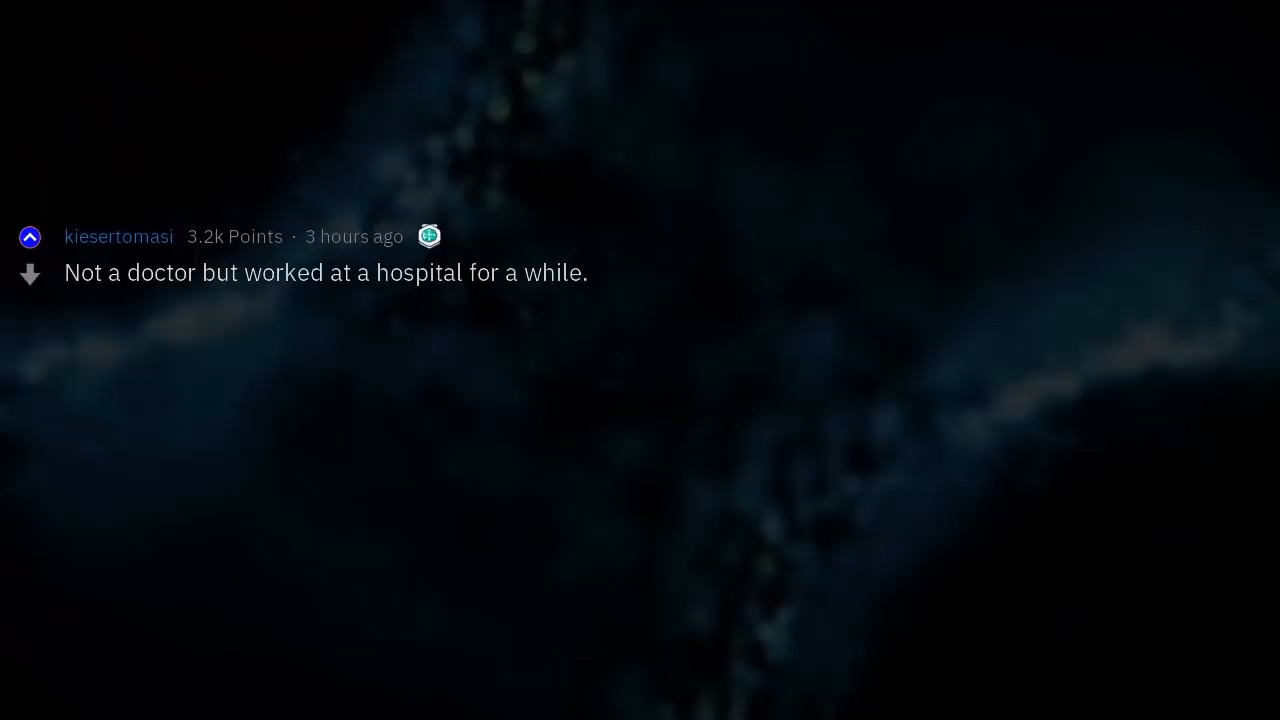 kiesertomasi 3.2k Points · 3 hours ago
Not a doctor but worked at a hospital for a while.